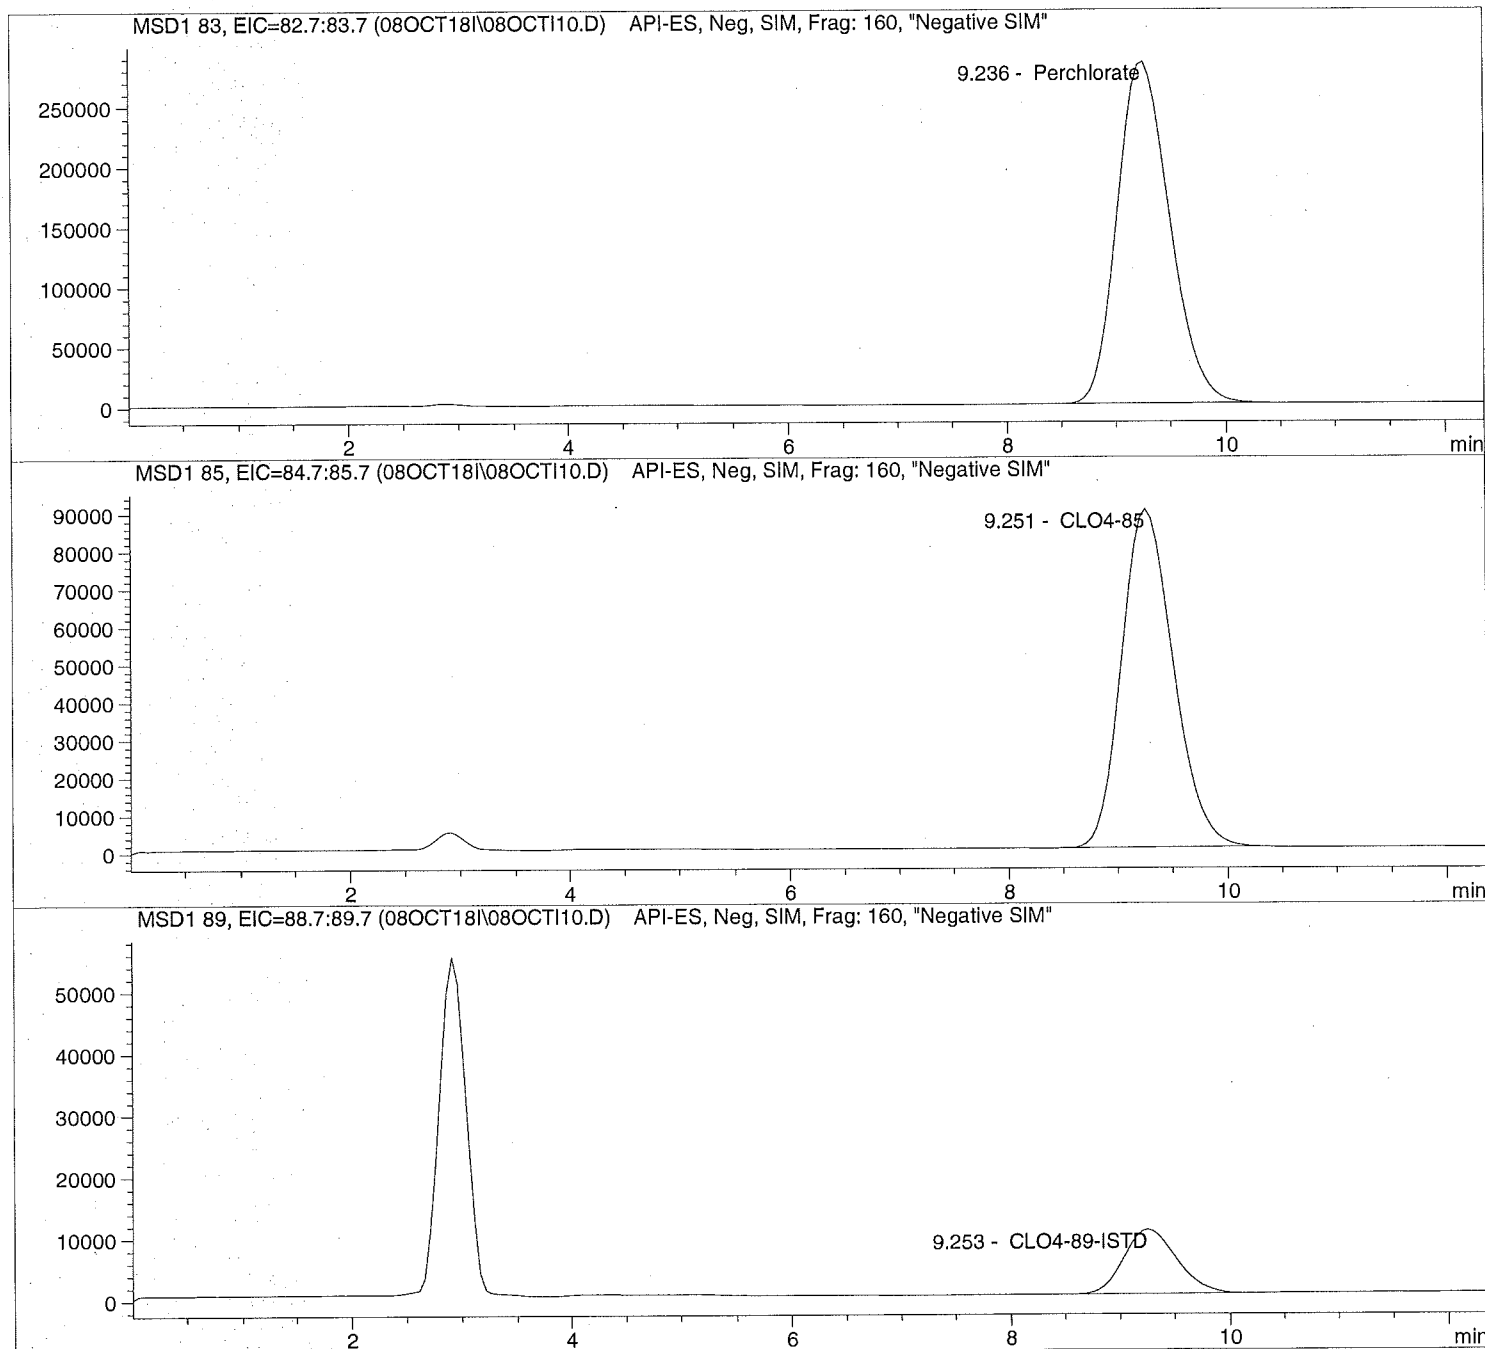 MSD1 83, EIC=82.7:83.7 (08OCT18I\08OCTI10.D)    API-ES, Neg, SIM, Frag: 160, "Negative SIM"
9.236 -  Perchlorate
250000
200000
150000
100000
50000
0
2 4 6 8 10 min
MSD1 85, EIC=84.7:85.7 (08OCT18I\08OCTI10.D)    API-ES, Neg, SIM, Frag: 160, "Negative SIM"
9.251 -  CLO4-85
90000
80000
70000
60000
50000
40000
30000
20000
10000
0
2 4 6 8 10 min
MSD1 89, EIC=88.7:89.7 (08OCT18I\08OCTI10.D)    API-ES, Neg, SIM, Frag: 160, "Negative SIM"
50000
40000
30000
20000
10000
9.253 -  CLO4-89-ISTD
0
2 4 6 8 10 min